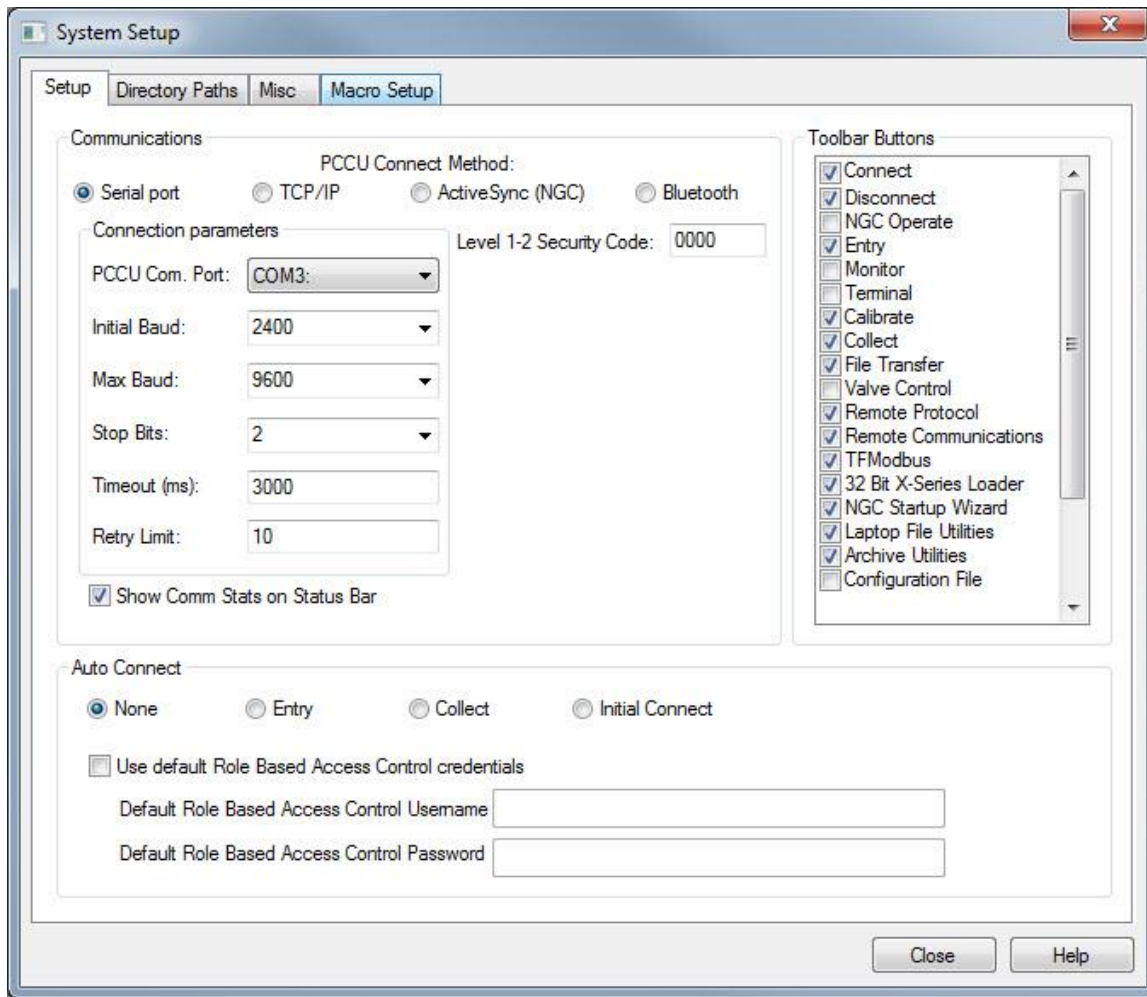 System Setup
Setup Directory Paths Misc Macro Setup
Communications
PCCU Connect Method:
Serial port TCP/IP ActiveSync (NGC) Bluetooth
Connection parameters
Level 1-2 Security Code: 0000
PCCU Com. Port: COM3:
Initial Baud: 2400
Max Baud: 9600
Stop Bits: 2
Timeout (ms): 3000
Retry Limit: 10
Show Comm Stats on Status Bar
Toolbar Buttons
Connect
Disconnect
NGC Operate
Entry
Monitor
Terminal
Calibrate
Collect
File Transfer
Valve Control
Remote Protocol
Remote Communications
TFModbus
32 Bit X-Series Loader
NGC Startup Wizard
Laptop File Utilities
Archive Utilities
Configuration File
Auto Connect
None Entry Collect Initial Connect
Use default Role Based Access Control credentials
Default Role Based Access Control Username
Default Role Based Access Control Password
Close Help